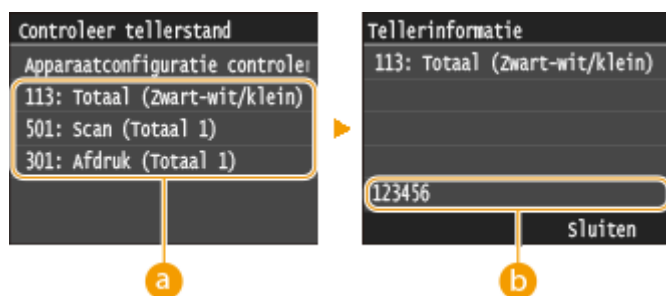 Controleer tellerstand
Apparaatconfiguratie
113: Totaal (Zwart-wit/klein)
501: Scan (Totaal 1)
301: Afdruk (Totaal 1)
a
Tellerinformatie
113: Totaal (Zwart-wit/klein)
123456
Sluiten
b